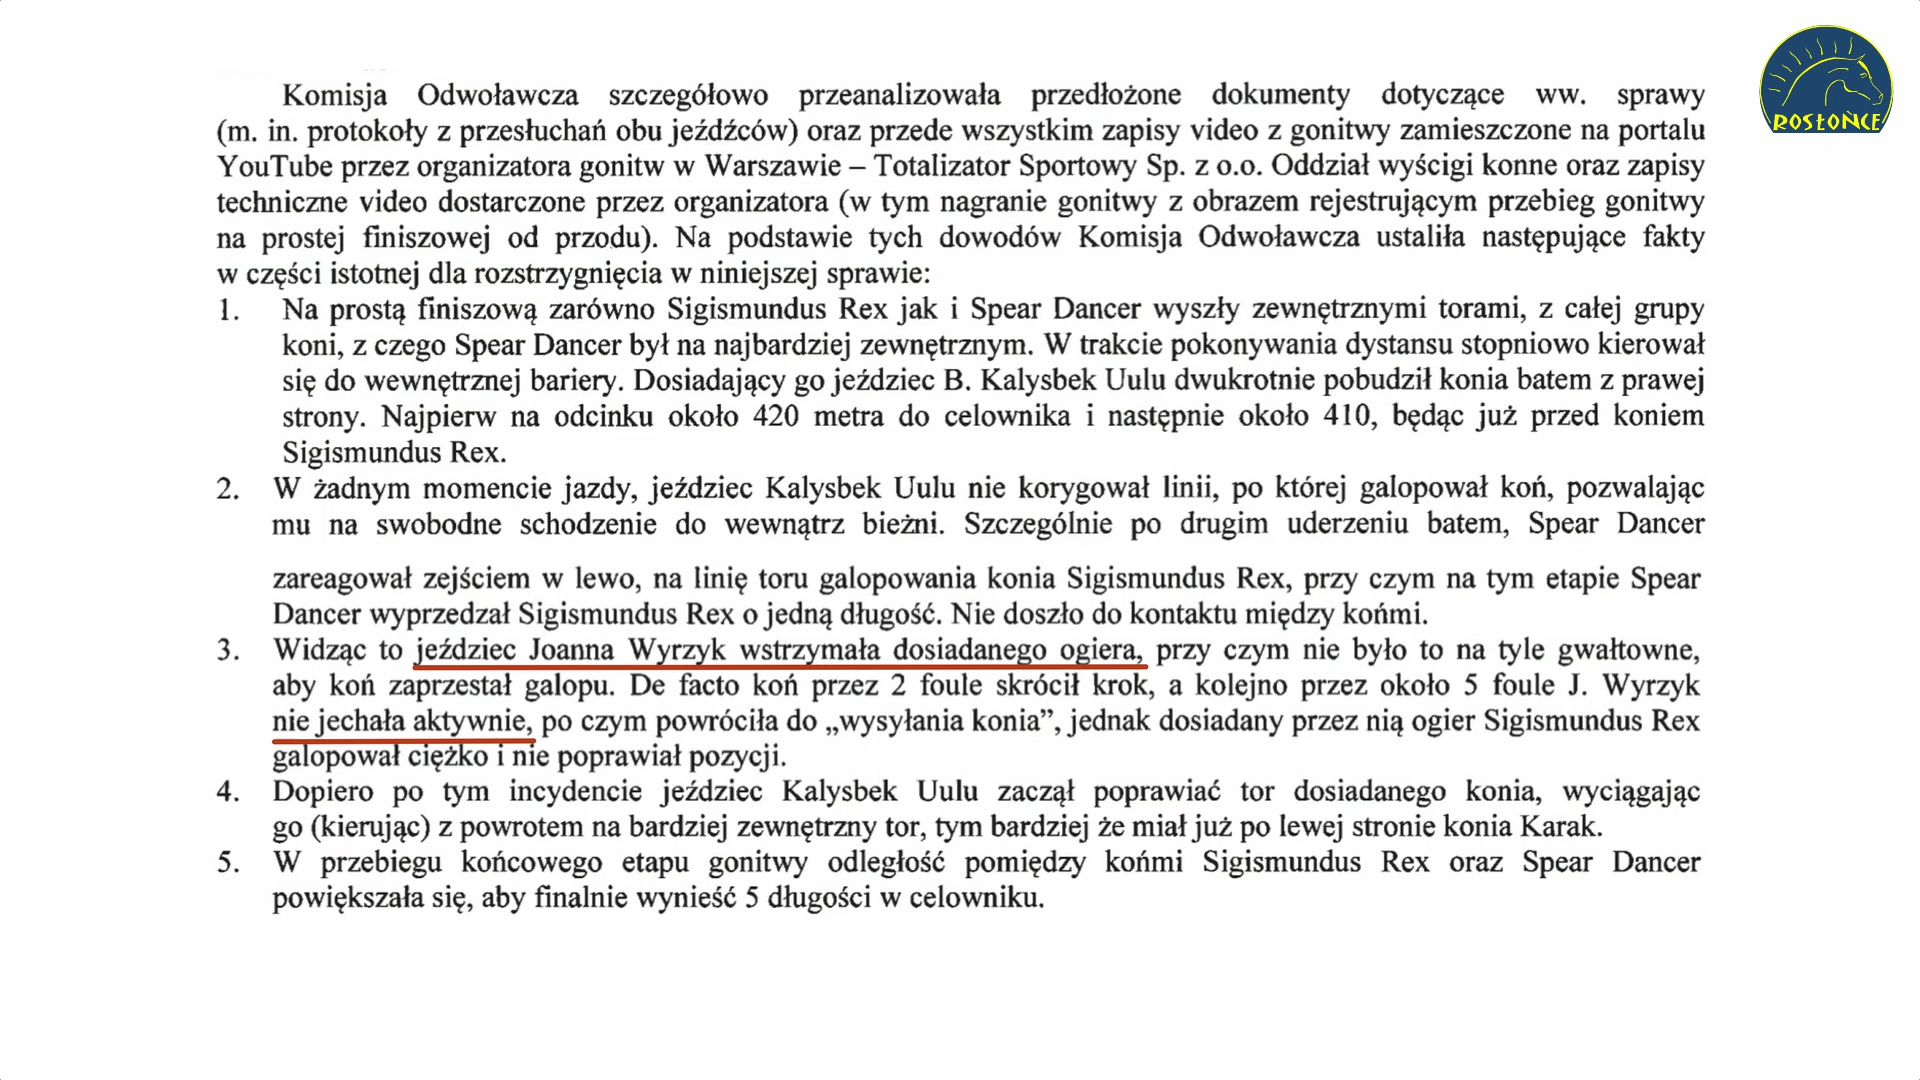 Komisja Odwoławcza szczegółowo przeanalizowała przedłożone dokumenty dotyczące ww. sprawy
(m. in. protokoły z przesłuchań obu jeźdźców) oraz przede wszystkim zapisy video z gonitwy zamieszczone na portalu
YouTube przez organizatora gonitw w Warszawie – Totalizator Sportowy Sp. z o.o. Oddział wyścigi konne oraz zapisy
techniczne video dostarczone przez organizatora (w tym nagranie gonitwy z obrazem rejestrującym przebieg gonitwy
na prostej finiszowej od przodu). Na podstawie tych dowodów Komisja Odwoławcza ustaliła następujące fakty
w części istotnej dla rozstrzygnięcia w niniejszej sprawie:
1. Na prostą finiszową zarówno Sigismundus Rex jak i Spear Dancer wyszły zewnętrznymi torami, z całej grupy
koni, z czego Spear Dancer był na najbardziej zewnętrznym. W trakcie pokonywania dystansu stopniowo kierował
się do wewnętrznej bariery. Dosiadający go jeździec B. Kalysbek Uulu dwukrotnie pobudził konia batem z prawej
strony. Najpierw na odcinku około 420 metra do celownika i następnie około 410, będąc już przed koniem
Sigismundus Rex.
2. W żadnym momencie jazdy, jeździec Kalysbek Uulu nie korygował linii, po której galopował koń, pozwalając
mu na swobodne schodzenie do wewnątrz bieżni. Szczególnie po drugim uderzeniu batem, Spear Dancer
zareagował zejściem w lewo, na linię toru galopowania konia Sigismundus Rex, przy czym na tym etapie Spear
Dancer wyprzedzał Sigismundus Rex o jedną długość. Nie doszło do kontaktu między końmi.
3. Widząc to jeździec Joanna Wyrzyk wstrzymała dosiadanego ogiera, przy czym nie było to na tyle gwałtowne,
aby koń zaprzestał galopu. De facto koń przez 2 foule skrócił krok, a kolejno przez około 5 foule J. Wyrzyk
nie jechała aktywnie, po czym powróciła do „wysyłania konia”, jednak dosiadany przez nią ogier Sigismundus Rex
galopował ciężko i nie poprawiał pozycji.
4. Dopiero po tym incydencie jeździec Kalysbek Uulu zaczął poprawiać tor dosiadanego konia, wyciągając
go (kierując) z powrotem na bardziej zewnętrzny tor, tym bardziej że miał już po lewej stronie konia Karak.
5. W przebiegu końcowego etapu gonitwy odległość pomiędzy końmi Sigismundus Rex oraz Spear Dancer
powiększała się, aby finalnie wynieść 5 długości w celowniku.
ROSŁOŃCE